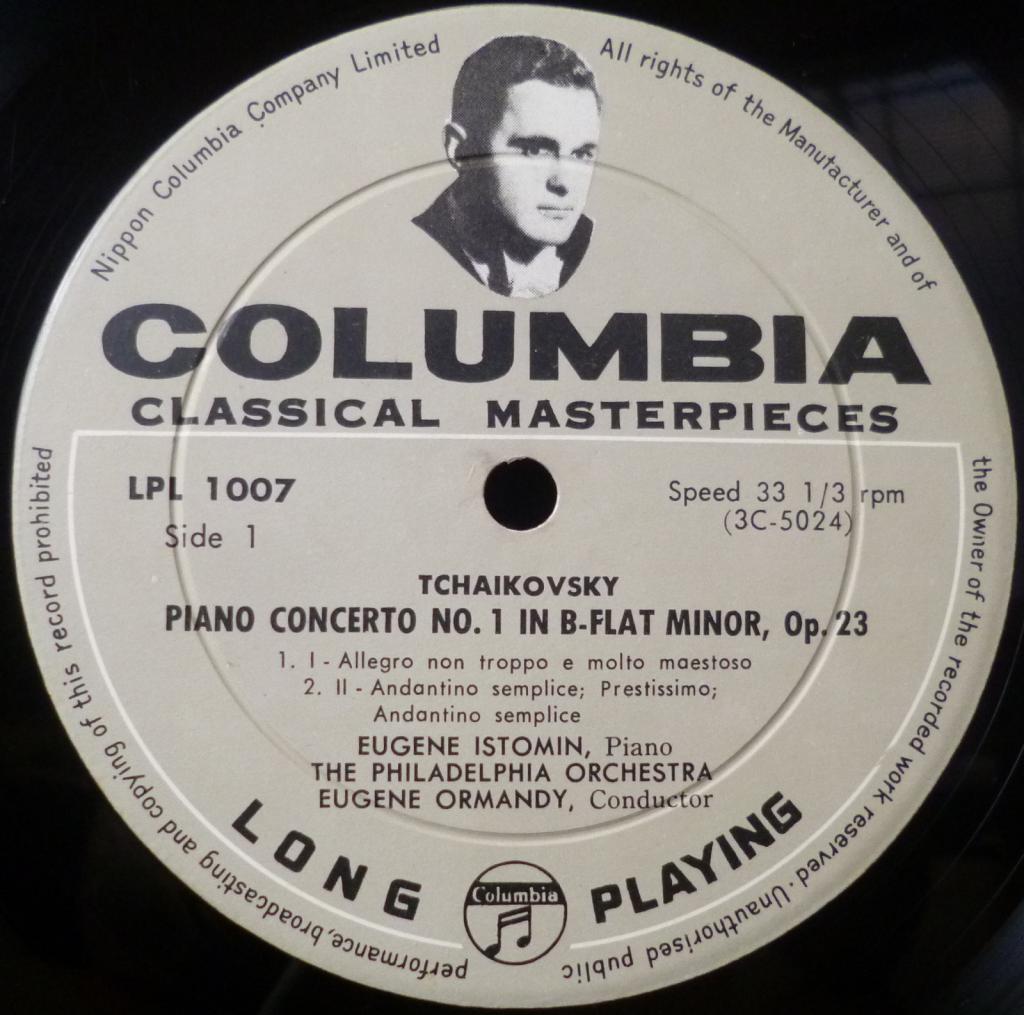 Nippon Columbia Company Limited
All rights of the Manufacturer and of
the Owner of the recorded work reserved · Unauthorised public
performance, broadcasting and copying of this record prohibited
COLUMBIA
CLASSICAL MASTERPIECES
LPL 1007
Side 1
Speed 33 1/3 rpm
(3C-5024)
TCHAIKOVSKY
PIANO CONCERTO NO. 1 IN B-FLAT MINOR, Op. 23
1. I - Allegro non troppo e molto maestoso
2. II - Andantino semplice; Prestissimo;
Andantino semplice
EUGENE ISTOMIN, Piano
THE PHILADELPHIA ORCHESTRA
EUGENE ORMANDY, Conductor
LONG PLAYING
Columbia